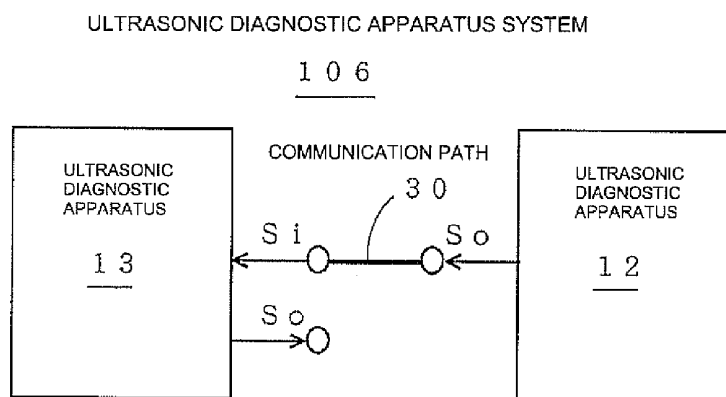 ULTRASONIC DIAGNOSTIC APPARATUS SYSTEM
106
ULTRASONIC
DIAGNOSTIC
APPARATUS
13
COMMUNICATION PATH
30
Si
So
So
ULTRASONIC
DIAGNOSTIC
APPARATUS
12